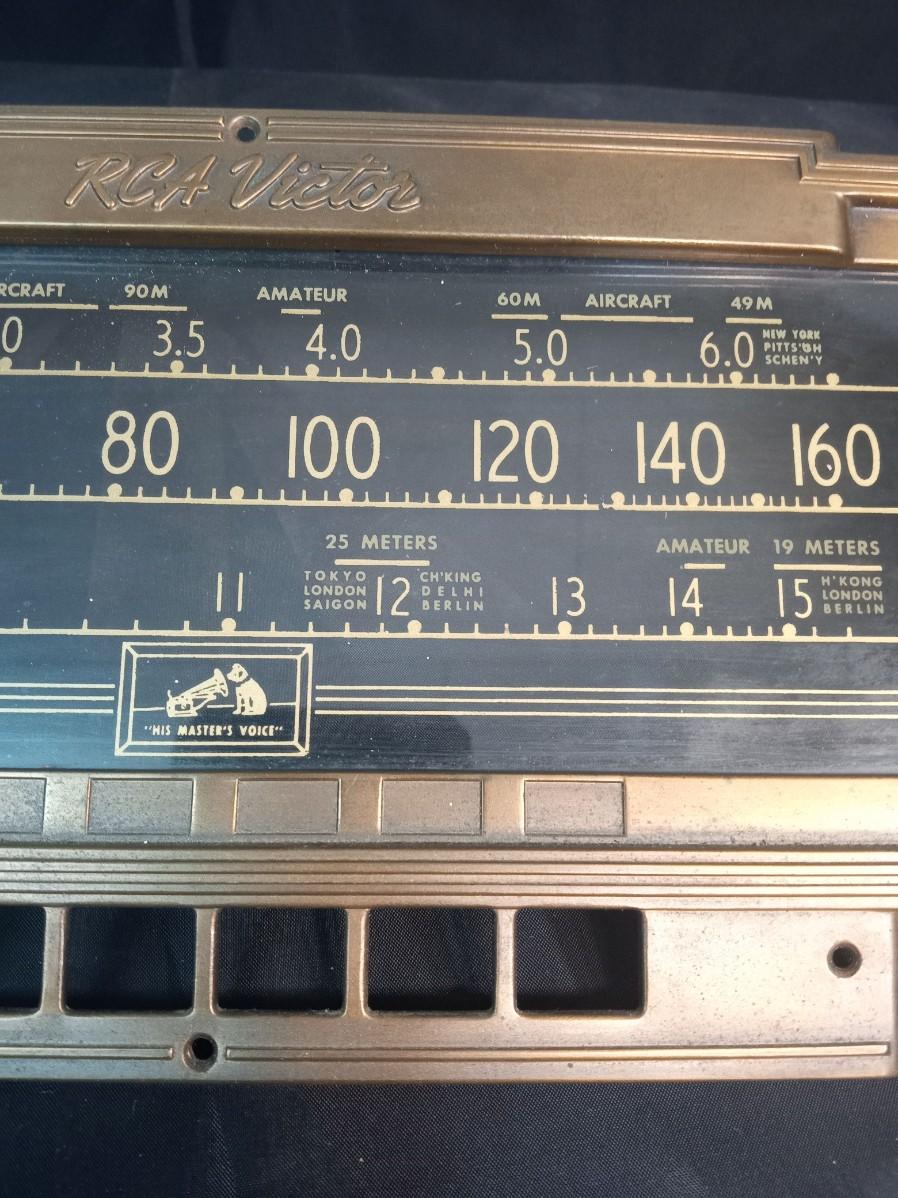 RCA Victor
RCRAFT 90M AMATEUR 60M AIRCRAFT 49M
0 3.5 4.0 5.0 6.0 NEW YORK
PITTS'GH
SCHEN'Y
80 100 120 140 160
25 METERS AMATEUR 19 METERS
11 TOKYO 12 CH'KING 13 14 15 H'KONG
LONDON DELHI LONDON
SAIGON BERLIN BERLIN
"HIS MASTER'S VOICE"